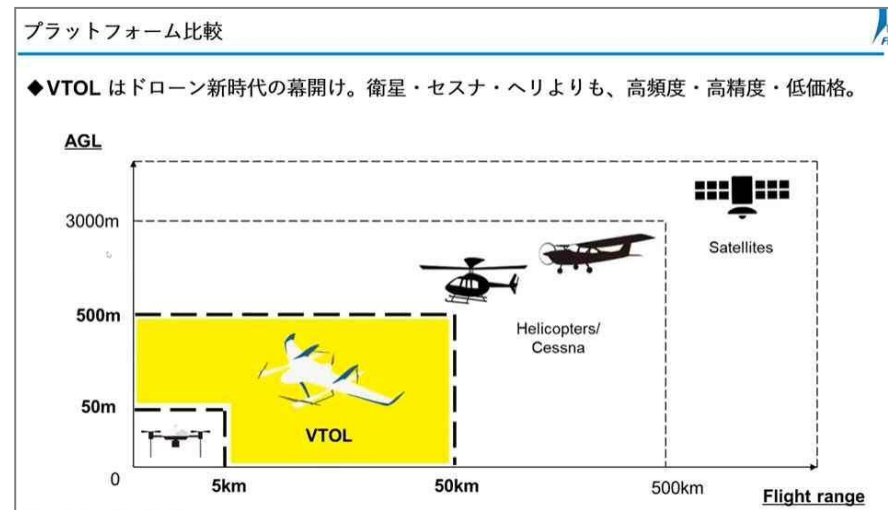 プラットフォーム比較
◆VTOL はドローン新時代の幕開け。衛星・セスナ・ヘリよりも、高頻度・高精度・低価格。
AGL
3000m
Satellites
500m
Helicopters/
Cessna
50m
VTOL
0
5km
50km
500km
Flight range